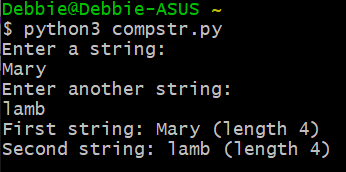 Debbie@Debbie-ASUS ~
$ python3 compstr.py
Enter a string:
Mary
Enter another string:
lamb
First string: Mary (length 4)
Second string: lamb (length 4)